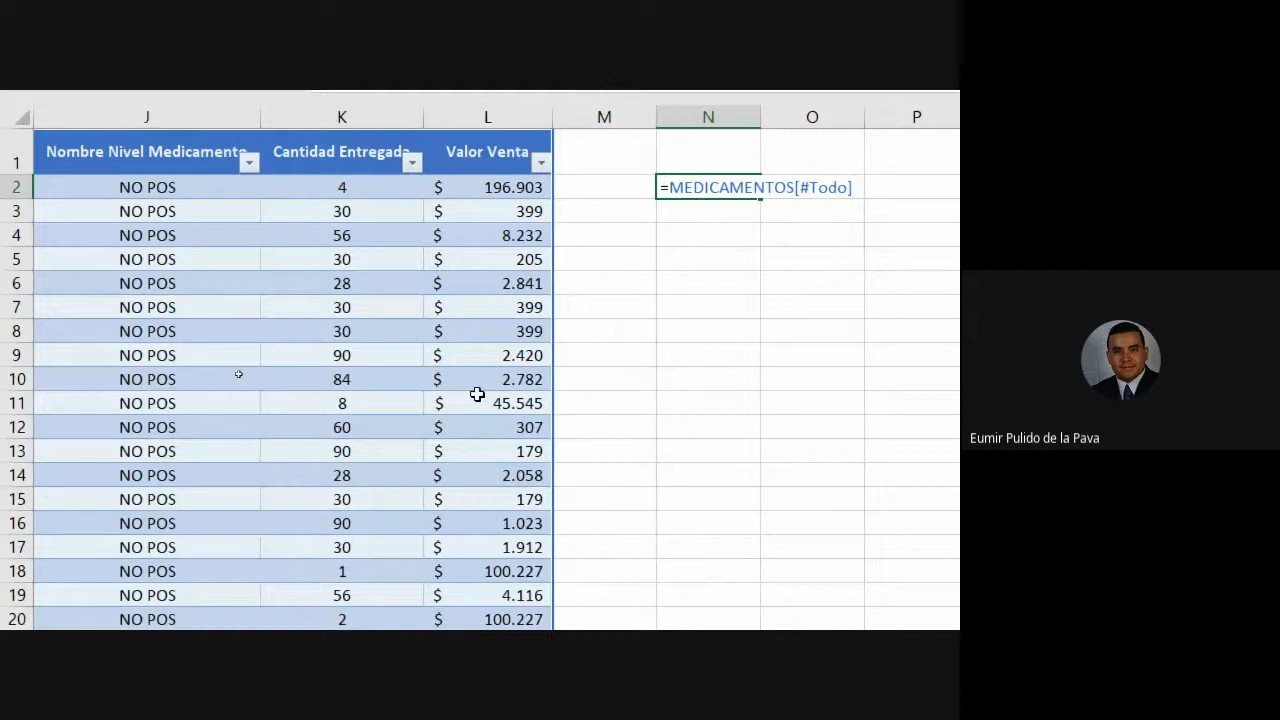 J K L M N O P
1 Nombre Nivel Medicamento Cantidad Entregada Valor Venta
2 NO POS 4 $ 196.903 =MEDICAMENTOS[#Todo]
3 NO POS 30 $ 399
4 NO POS 56 $ 8.232
5 NO POS 30 $ 205
6 NO POS 28 $ 2.841
7 NO POS 30 $ 399
8 NO POS 30 $ 399
9 NO POS 90 $ 2.420
10 NO POS 84 $ 2.782
11 NO POS 8 $ 45.545
12 NO POS 60 $ 307
13 NO POS 90 $ 179
14 NO POS 28 $ 2.058
15 NO POS 30 $ 179
16 NO POS 90 $ 1.023
17 NO POS 30 $ 1.912
18 NO POS 1 $ 100.227
19 NO POS 56 $ 4.116
20 NO POS 2 $ 100.227
Eumir Pulido de la Pava